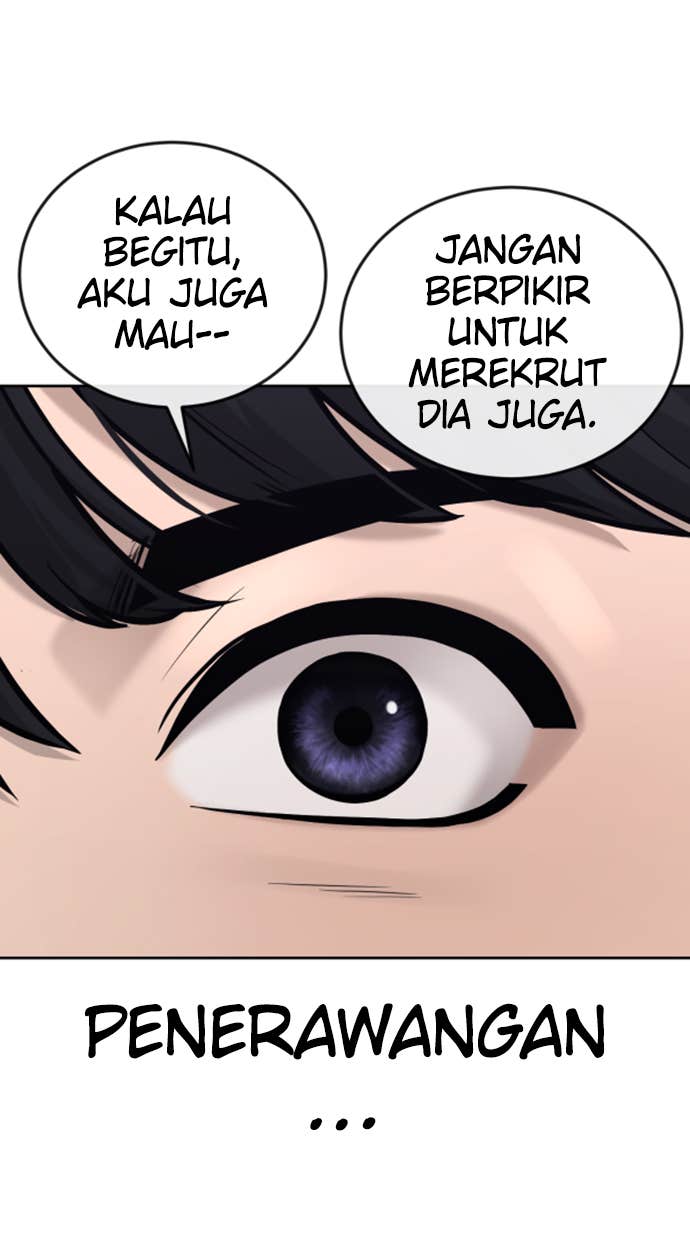 KALAU
BEGITU,
AKU JUGA
MAU--
JANGAN
BERPIKIR
UNTUK
MEREKRUT
DIA JUGA.
PENERAWANGAN
...